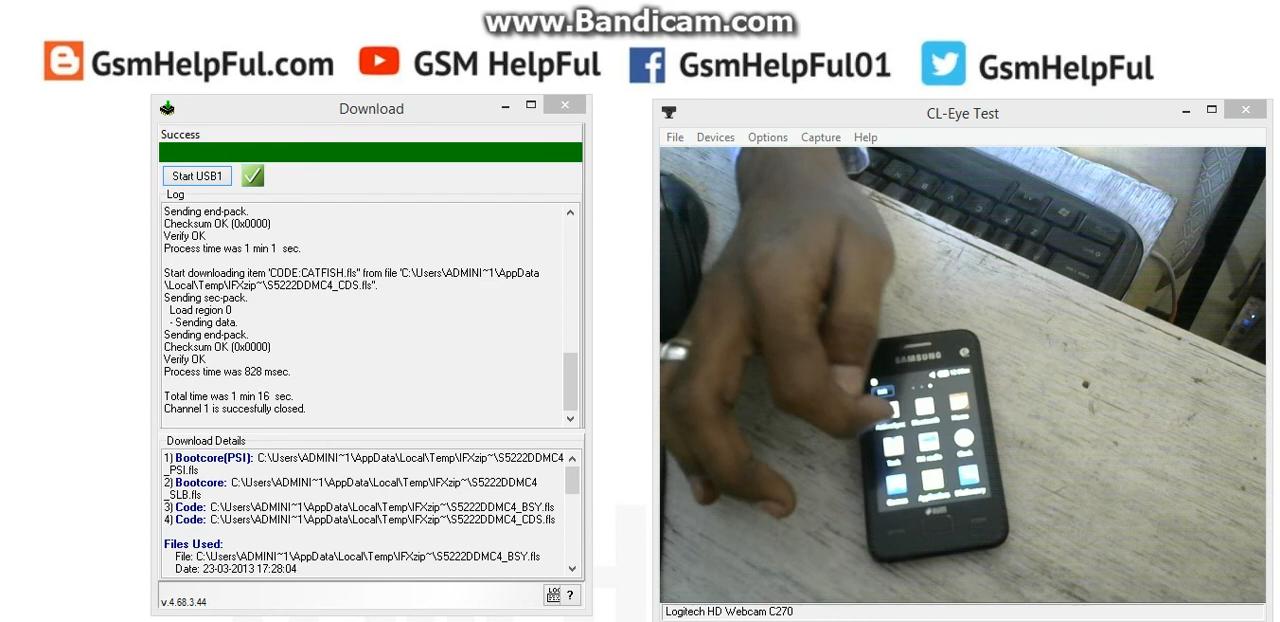 www.Bandicam.com
GsmHelpFul.com GSM HelpFul GsmHelpFul01 GsmHelpFul
Download
Success
Start USB1
Log
Sending end-pack.
Checksum OK (0x0000)
Verify OK
Process time was 1 min 1  sec.
Start downloading item 'CODE:CATFISH.fls" from file 'C:\Users\ADMINI~1\AppData
\Local\Temp\IFXzip~\S5222DDMC4_CDS.fls".
Sending sec-pack.
Load region 0
- Sending data.
Sending end-pack.
Checksum OK (0x0000)
Verify OK
Process time was 828 msec.
Total time was 1 min 16  sec.
Channel 1 is succesfully closed.
Download Details
1) Bootcore(PSI): C:\Users\ADMINI~1\AppData\Local\Temp\IFXzip~\S5222DDMC4
_PSI.fls
2) Bootcore: C:\Users\ADMINI~1\AppData\Local\Temp\IFXzip~\S5222DDMC4
_SLB.fls
3) Code: C:\Users\ADMINI~1\AppData\Local\Temp\IFXzip~\S5222DDMC4_BSY.fls
4) Code: C:\Users\ADMINI~1\AppData\Local\Temp\IFXzip~\S5222DDMC4_CDS.fls
Files Used:
File: C:\Users\ADMINI~1\AppData\Local\Temp\IFXzip~\S5222DDMC4_BSY.fls
Date: 23-03-2013 17:28:04
v.4.68.3.44
LOG
?
CL-Eye Test
File Devices Options Capture Help
SAMSUNG
Logitech HD Webcam C270